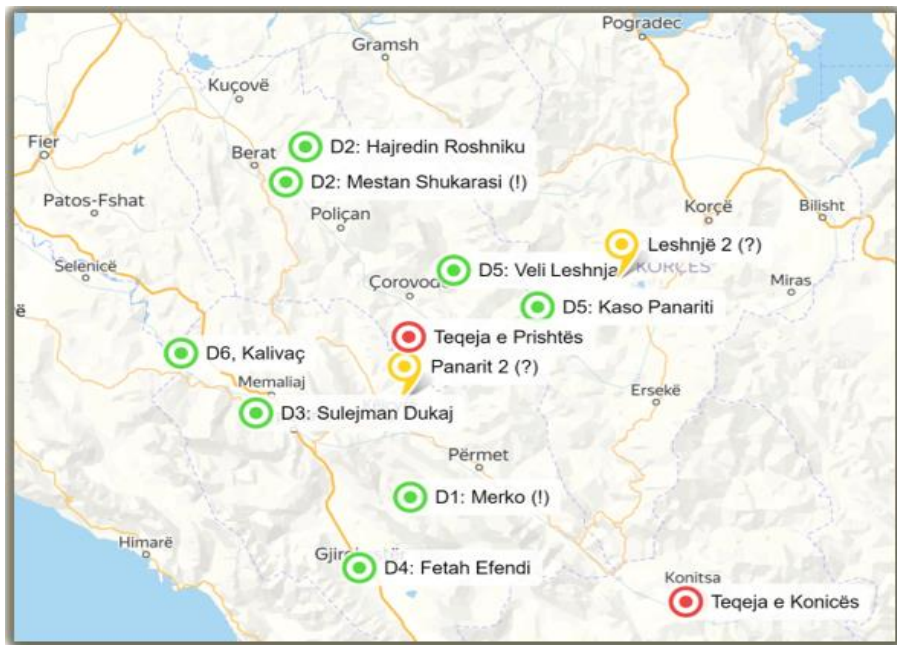 Pogradec
Gramsh
Kuçovë
Fier
D2: Hajredin Roshniku
Berat
D2: Mestan Shukarasi (!)
Patos-Fshat
Poliçan
Korçë
Bilisht
Leshnjë 2 (?)
Selenicë
D5: Veli Leshnja
KORÇËS
Çorovodë
Miras
D5: Kaso Panariti
Teqeja e Prishtës
D6, Kalivaç
Panarit 2 (?)
Memaliaj
Ersekë
D3: Sulejman Dukaj
Përmet
D1: Merko (!)
Himarë
D4: Fetah Efendi
Konitsa
Teqeja e Konicës